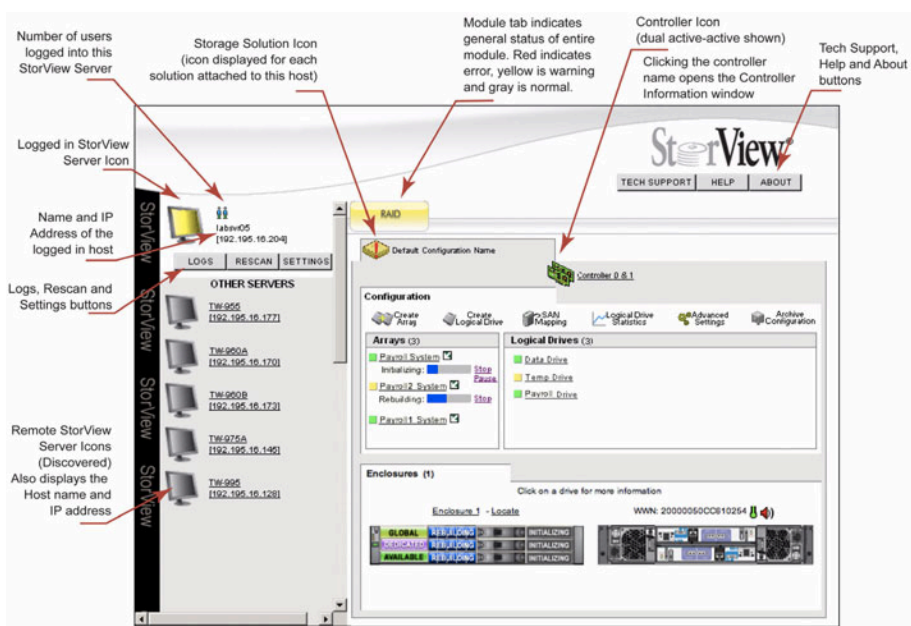 Number of users
logged into this
StorView Server
Storage Solution Icon
(icon displayed for each
solution attached to this host)
Module tab indicates
general status of entire
module. Red indicates
error, yellow is warning
and gray is normal.
Controller Icon
(dual active-active shown)
Clicking the controller
name opens the Controller
Information window
Tech Support,
Help and About
buttons
Logged in StorView
Server Icon
Name and IP
Address of the
logged in host
Logs, Rescan and
Settings buttons
Remote StorView
Server Icons
(Discovered)
Also displays the
Host name and
IP address
StorView
TECH SUPPORT HELP ABOUT
StorView
StorView
StorView
StorView
labsvr05
[192.195.16.204]
LOGS RESCAN SETTINGS
OTHER SERVERS
TW-955
[192.195.16.177]
TW-960A
[192.195.16.170]
TW-960B
[192.195.16.173]
TW-975A
[192.195.16.146]
TW-995
[192.195.16.128]
RAID
Default Configuration Name
Controller 0 & 1
Configuration
Create Array
Create Logical Drive
SAN Mapping
Logical Drive Statistics
Advanced Settings
Archive Configuration
Arrays (3)
Payroll System
Initializing: Stop
Pause
Payroll2 System
Rebuilding: Stop
Payroll1 System
Logical Drives (3)
Data Drive
Temp Drive
Payroll Drive
Enclosures (1)
Click on a drive for more information
Enclosure 1 - Locate
WWN: 20000050CC610254
GLOBAL REBUILDING INITIALIZING
DEDICATED REBUILDING INITIALIZING
AVAILABLE REBUILDING INITIALIZING